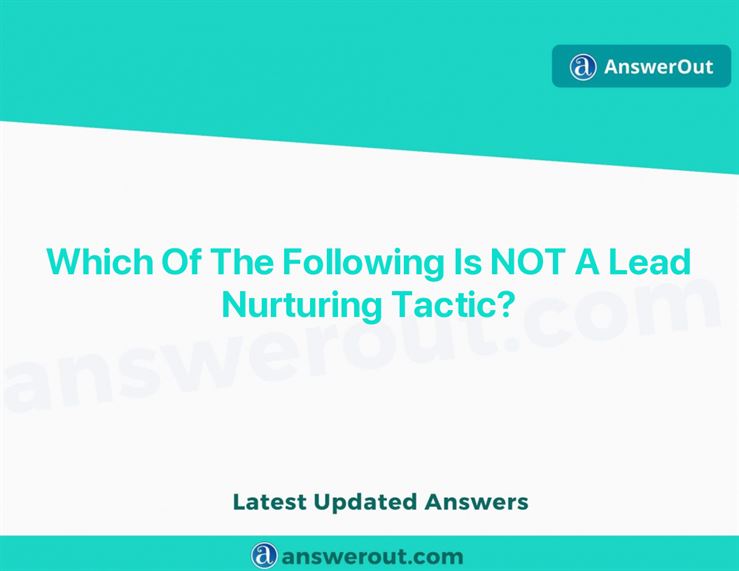 AnswerOut
Which Of The Following Is NOT A Lead
Nurturing Tactic?
answerout.com
Latest Updated Answers
answerout.com